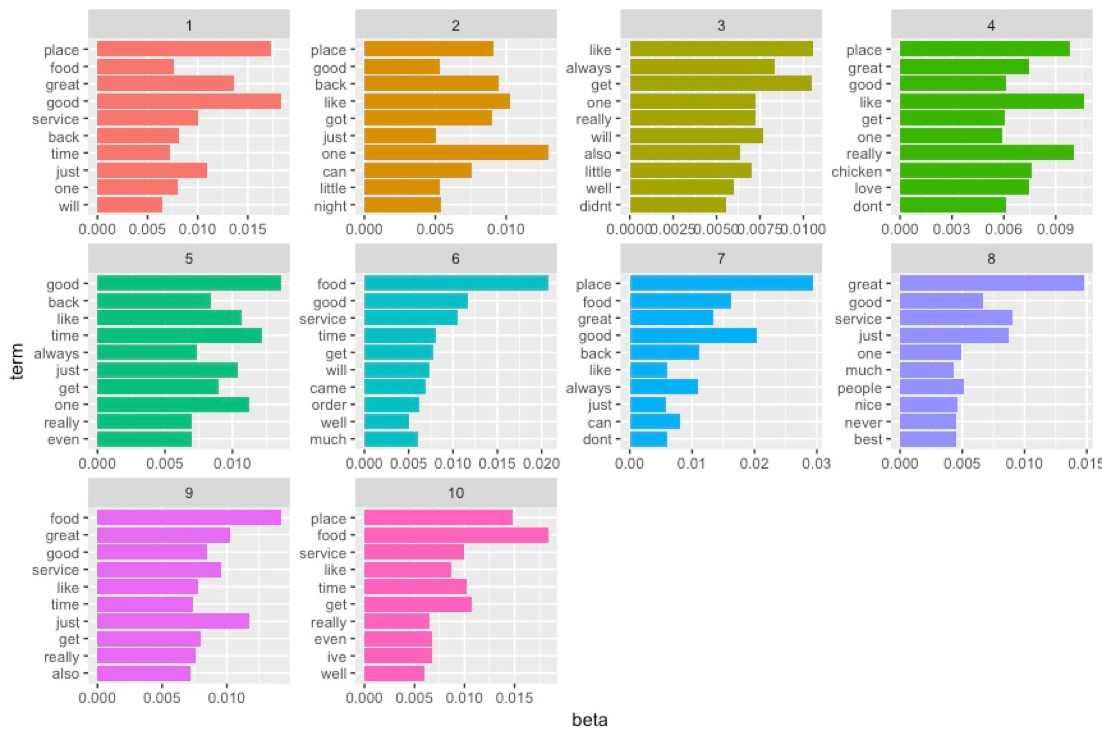 1
place
food
great
good
service
back
time
just
one
will
0.000 0.005 0.010 0.015
2
place
good
back
like
got
just
one
can
little
night
0.000 0.005 0.010
3
like
always
get
one
really
will
also
little
well
didnt
0.0000 0.0025 0.0050 0.0075 0.0100
4
place
great
good
like
get
one
really
chicken
love
dont
0.000 0.003 0.006 0.009
5
good
back
like
time
always
just
get
one
really
even
0.000 0.005 0.010
6
food
good
service
time
get
will
came
order
well
much
0.000 0.005 0.010 0.015 0.020
7
place
food
great
good
back
like
always
just
can
dont
0.00 0.01 0.02 0.03
8
great
good
service
just
one
much
people
nice
never
best
0.000 0.005 0.010 0.015
9
food
great
good
service
like
time
just
get
really
also
0.000 0.005 0.010
10
place
food
service
like
time
get
really
even
ive
well
0.000 0.005 0.010 0.015
term
beta